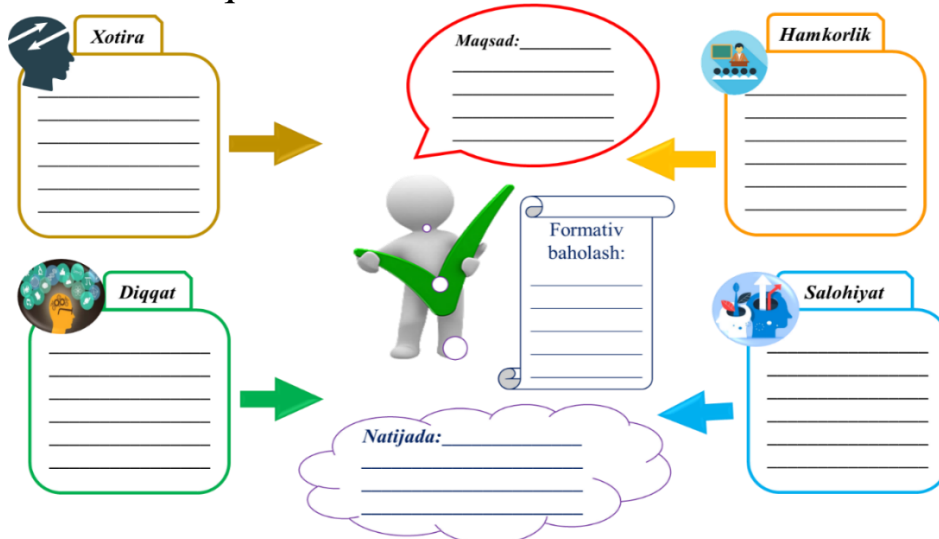 Xotira
Maqsad:
Hamkorlik
Formativ
baholash:
Diqqat
Salohiyat
Natijada: